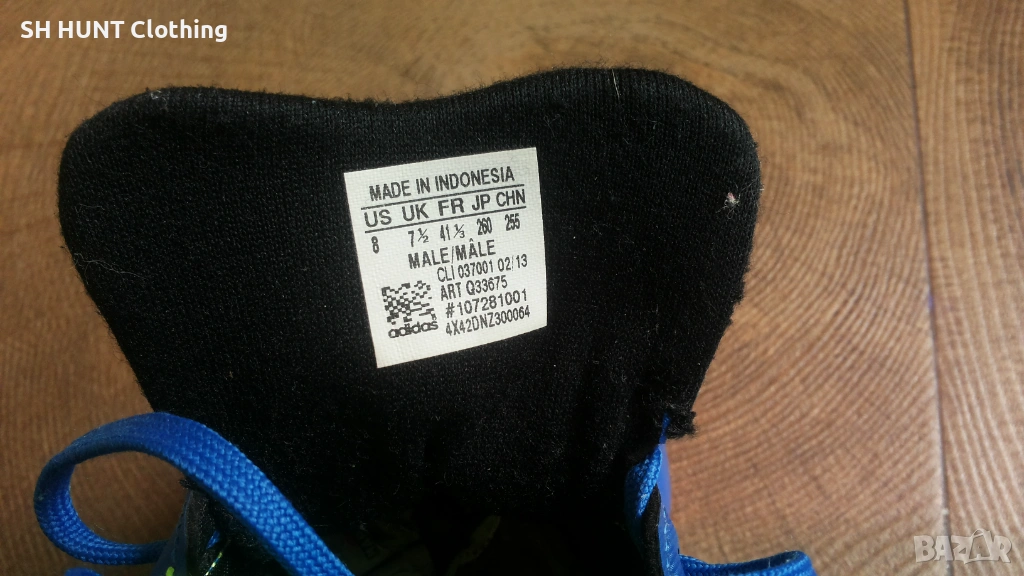 SH HUNT Clothing
MADE IN INDONESIA
US UK FR JP CHN
8 7½ 41⅓ 260 255
MALE/MÂLE
CLI 037001 02/13
ART Q33675
#107281001
adidas 4X42DNZ300064
BAZAR